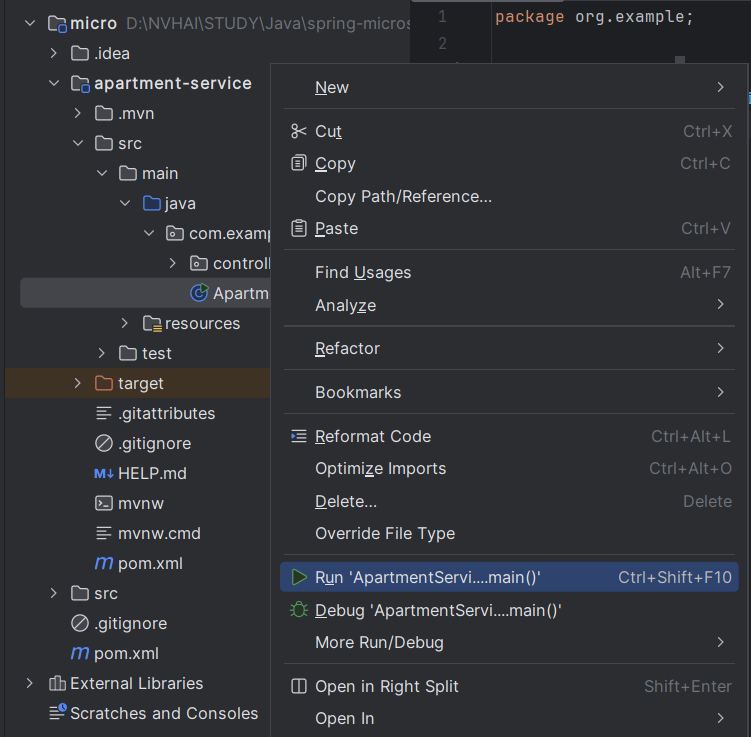 micro D:\NVHAI\STUDY\Java\spring-micros
.idea
apartment-service
.mvn
src
main
java
com.examp
controll
Apartm
resources
test
target
.gitattributes
.gitignore
M↓ HELP.md
mvnw
mvnw.cmd
m pom.xml
src
.gitignore
m pom.xml
External Libraries
Scratches and Consoles
1 package org.example;
2
New
Cut Ctrl+X
Copy Ctrl+C
Copy Path/Reference...
Paste Ctrl+V
Find Usages Alt+F7
Analyze
Refactor
Bookmarks
Reformat Code Ctrl+Alt+L
Optimize Imports Ctrl+Alt+O
Delete... Delete
Override File Type
Run 'ApartmentServi....main()' Ctrl+Shift+F10
Debug 'ApartmentServi....main()'
More Run/Debug
Open in Right Split Shift+Enter
Open In